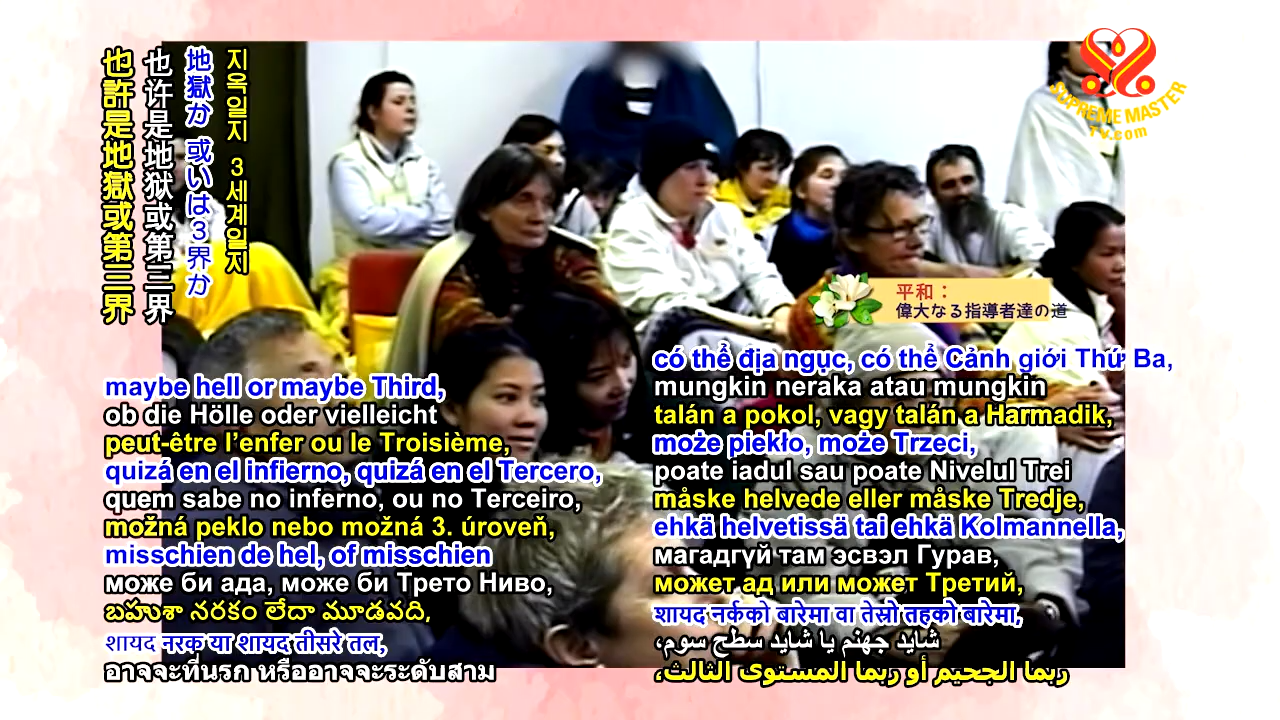 지옥일지 3세계일지
地獄か 或いは3界か
也许是地狱或第三界
也許是地獄或第三界
SUPREME MASTER
TV.com
平和：
偉大なる指導者達の道
maybe hell or maybe Third,
ob die Hölle oder vielleicht
peut-être l'enfer ou le Troisième,
quizá en el infierno, quizá en el Tercero,
quem sabe no inferno, ou no Terceiro,
možná peklo nebo možná 3. úroveň,
misschien de hel, of misschien
може би ада, може би Трето Ниво,
బహుశా నరకం లేదా మూడవది,
शायद नरक या शायद तीसरे तल,
อาจจะที่นรก หรืออาจจะระดับสาม
có thể địa ngục, có thể Cảnh giới Thứ Ba,
mungkin neraka atau mungkin
talán a pokol, vagy talán a Harmadik,
może piekło, może Trzeci,
poate iadul sau poate Nivelul Trei
måske helvede eller måske Tredje,
ehkä helvetissä tai ehkä Kolmannella,
магадгүй там эсвэл Гурав,
может ад или может Третий,
शायद नर्कको बारेमा वा तेस्रो तहको बारेमा,
شاید جهنم یا شاید سطح سوم،
ربما الجحيم أو ربما المستوى الثالث،